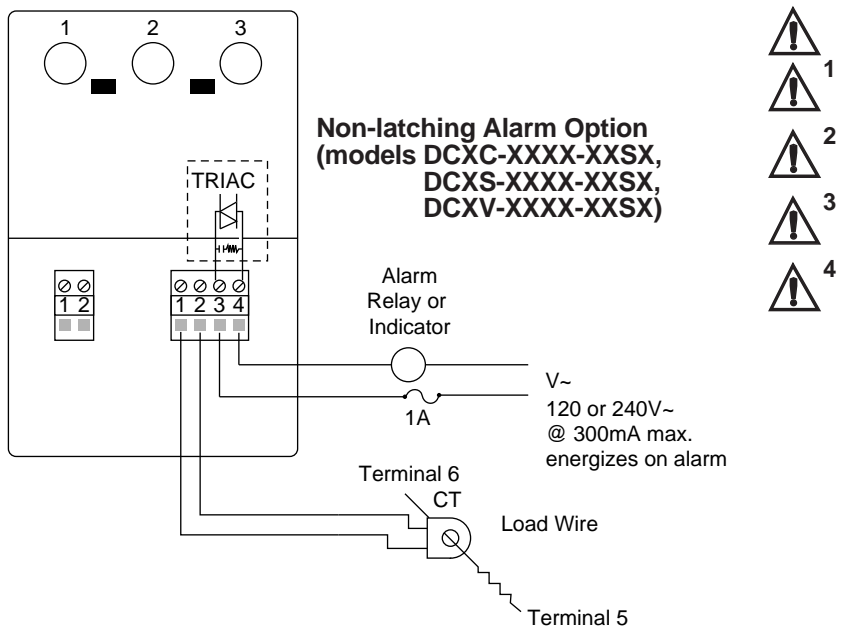 1 2 3
Non-latching Alarm Option
(models DCXC-XXXX-XXSX,
DCXS-XXXX-XXSX,
DCXV-XXXX-XXSX)
TRIAC
1 2
1 2 3 4
Alarm
Relay or
Indicator
1A
V~
120 or 240V~
@ 300mA max.
energizes on alarm
Terminal 6
CT
Load Wire
Terminal 5
!
! 1
! 2
! 3
! 4